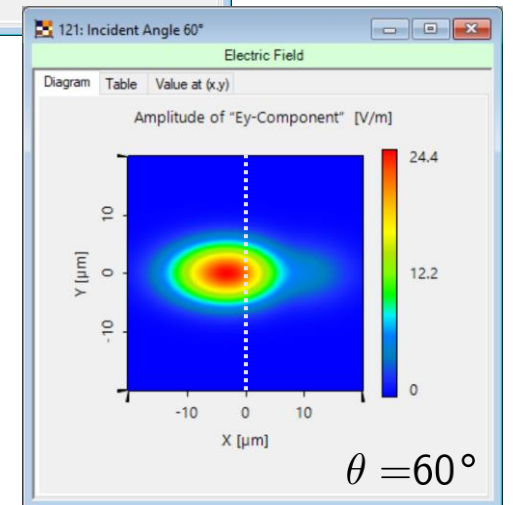 121: Incident Angle 60°
Electric Field
Diagram Table Value at (x,y)
Amplitude of "Ey-Component" [V/m]
24.4
12.2
0
Y [µm]
10
0
-10
-10 0 10
X [µm]
θ =60°